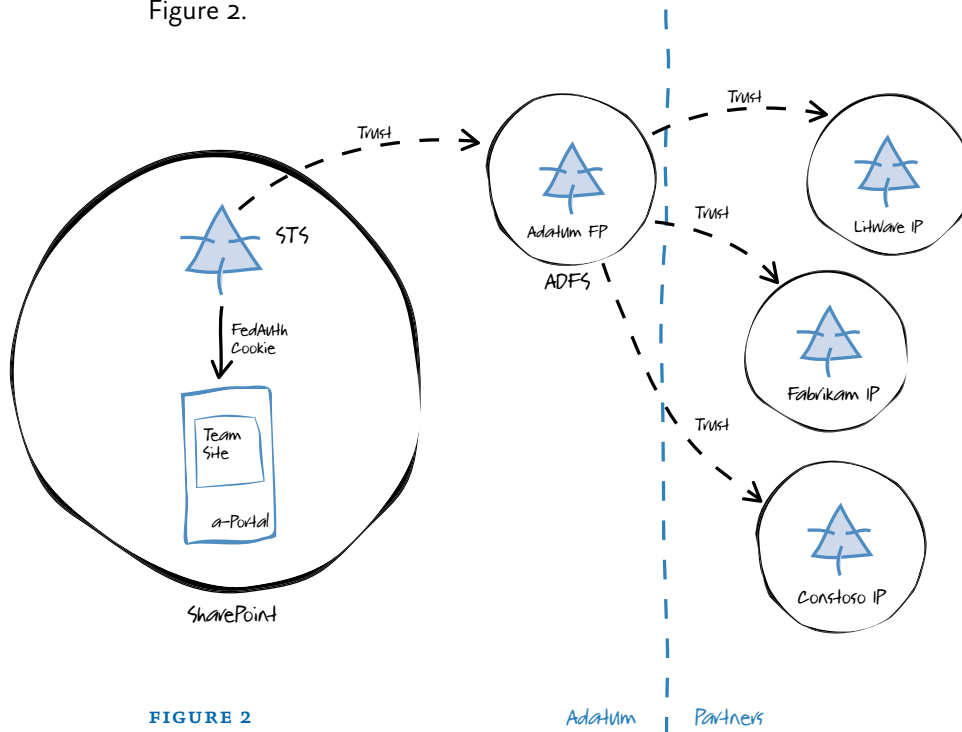 Figure 2.
Trust
Trust
STS
Adatum FP
ADFS
LitWare IP
Trust
FedAuth
Cookie
Fabrikam IP
Team
Site
a-Portal
Trust
Constoso IP
SharePoint
FIGURE 2
Adatum
Partners